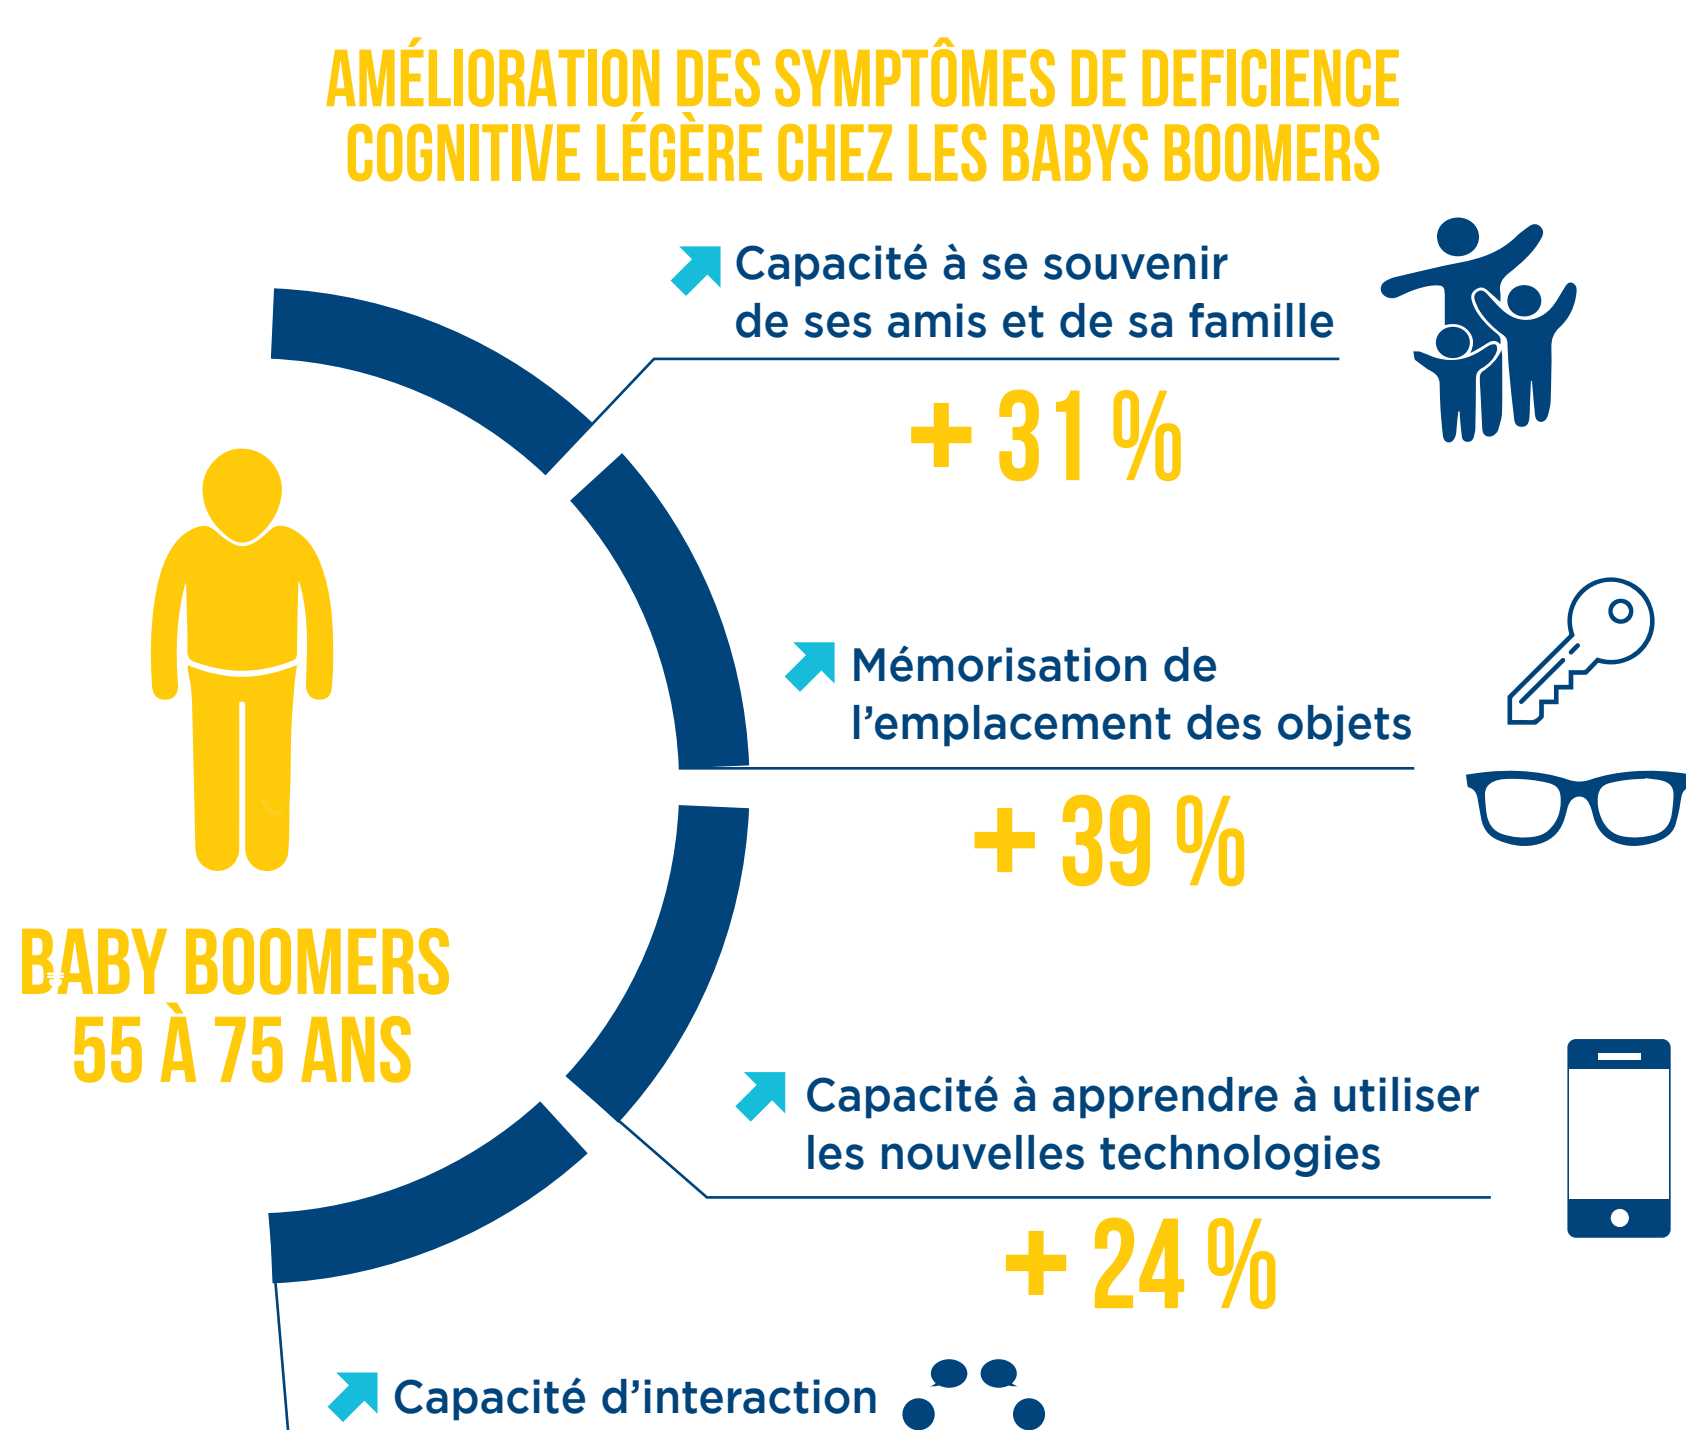 AMÉLIORATION DES SYMPTÔMES DE DEFICIENCE
COGNITIVE LÉGÈRE CHEZ LES BABYS BOOMERS
Capacité à se souvenir
de ses amis et de sa famille
+ 31 %
Mémorisation de
l’emplacement des objets
+ 39 %
BABY BOOMERS
55 À 75 ANS
Capacité à apprendre à utiliser
les nouvelles technologies
+ 24 %
Capacité d’interaction